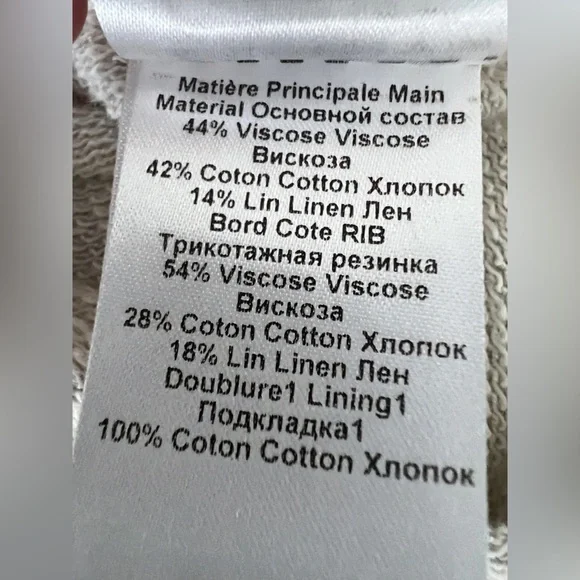 Matière Principale Main
Material Основной состав
44% Viscose Viscose
Вискоза
42% Coton Cotton Хлопок
14% Lin Linen Лен
Bord Cote RIB
Трикотажная резинка
54% Viscose Viscose
Вискоза
28% Coton Cotton Хлопок
18% Lin Linen Лен
Doublure1 Lining1
Подкладка1
100% Coton Cotton Хлопок